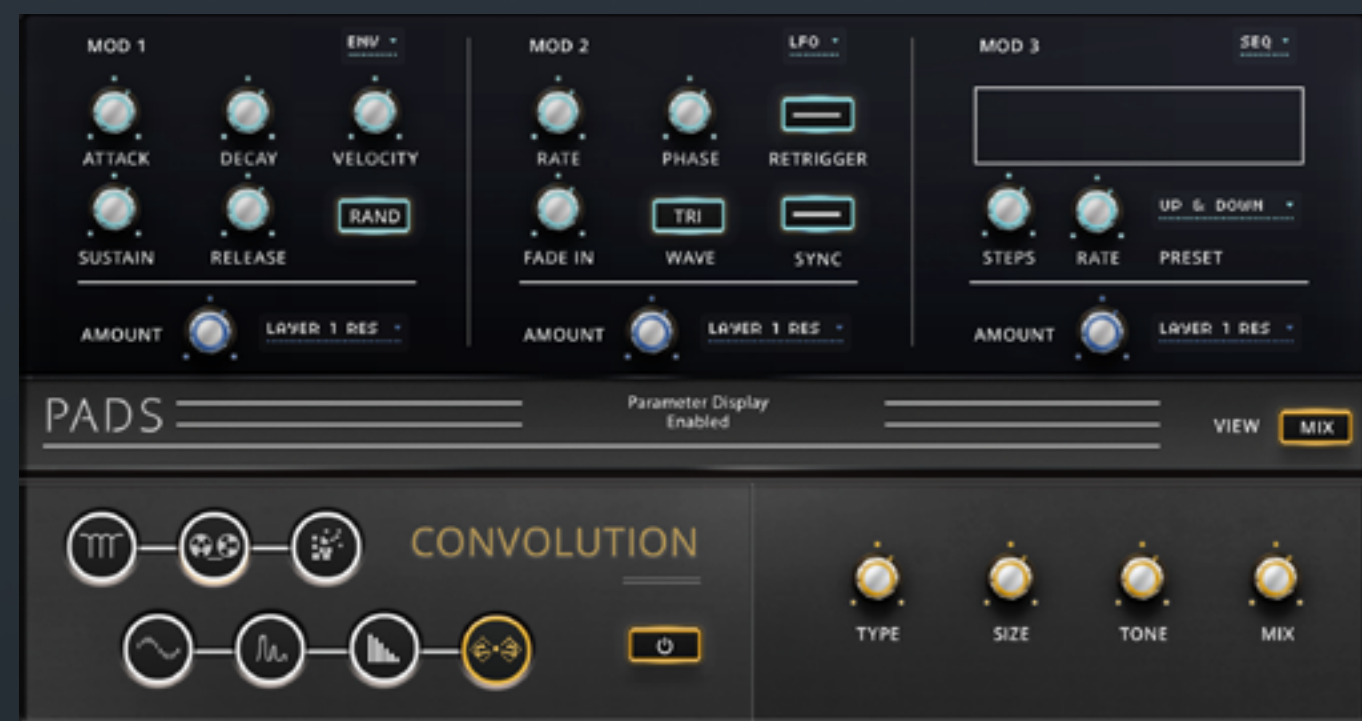 MOD 1
ENV
ATTACK
DECAY
VELOCITY
SUSTAIN
RELEASE
RAND
AMOUNT
LAYER 1 RES
MOD 2
LFO
RATE
PHASE
RETRIGGER
FADE IN
TRI
WAVE
SYNC
AMOUNT
LAYER 1 RES
MOD 3
SEQ
STEPS
RATE
UP & DOWN
PRESET
AMOUNT
LAYER 1 RES
PADS
Parameter Display
Enabled
VIEW
MIX
CONVOLUTION
TYPE
SIZE
TONE
MIX